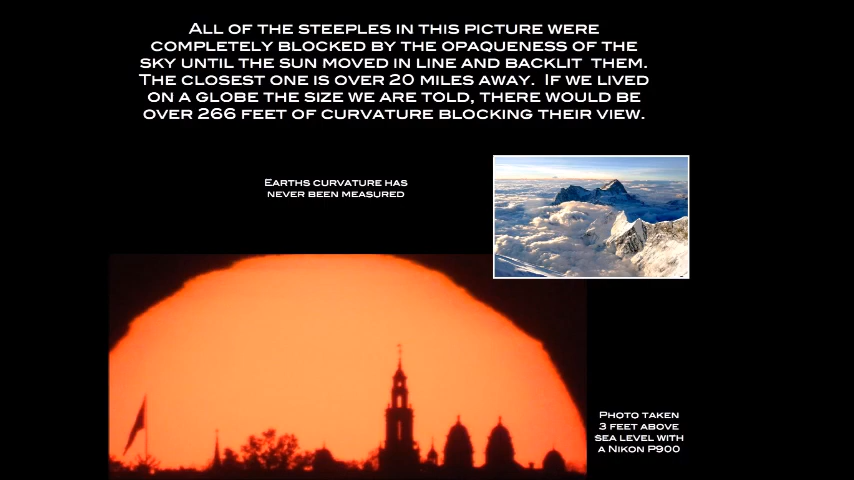 ALL OF THE STEEPLES IN THIS PICTURE WERE
COMPLETELY BLOCKED BY THE OPAQUENESS OF THE
SKY UNTIL THE SUN MOVED IN LINE AND BACKLIT THEM.
THE CLOSEST ONE IS OVER 20 MILES AWAY. IF WE LIVED
ON A GLOBE THE SIZE WE ARE TOLD, THERE WOULD BE
OVER 266 FEET OF CURVATURE BLOCKING THEIR VIEW.
EARTHS CURVATURE HAS
NEVER BEEN MEASURED
PHOTO TAKEN
3 FEET ABOVE
SEA LEVEL WITH
A NIKON P900